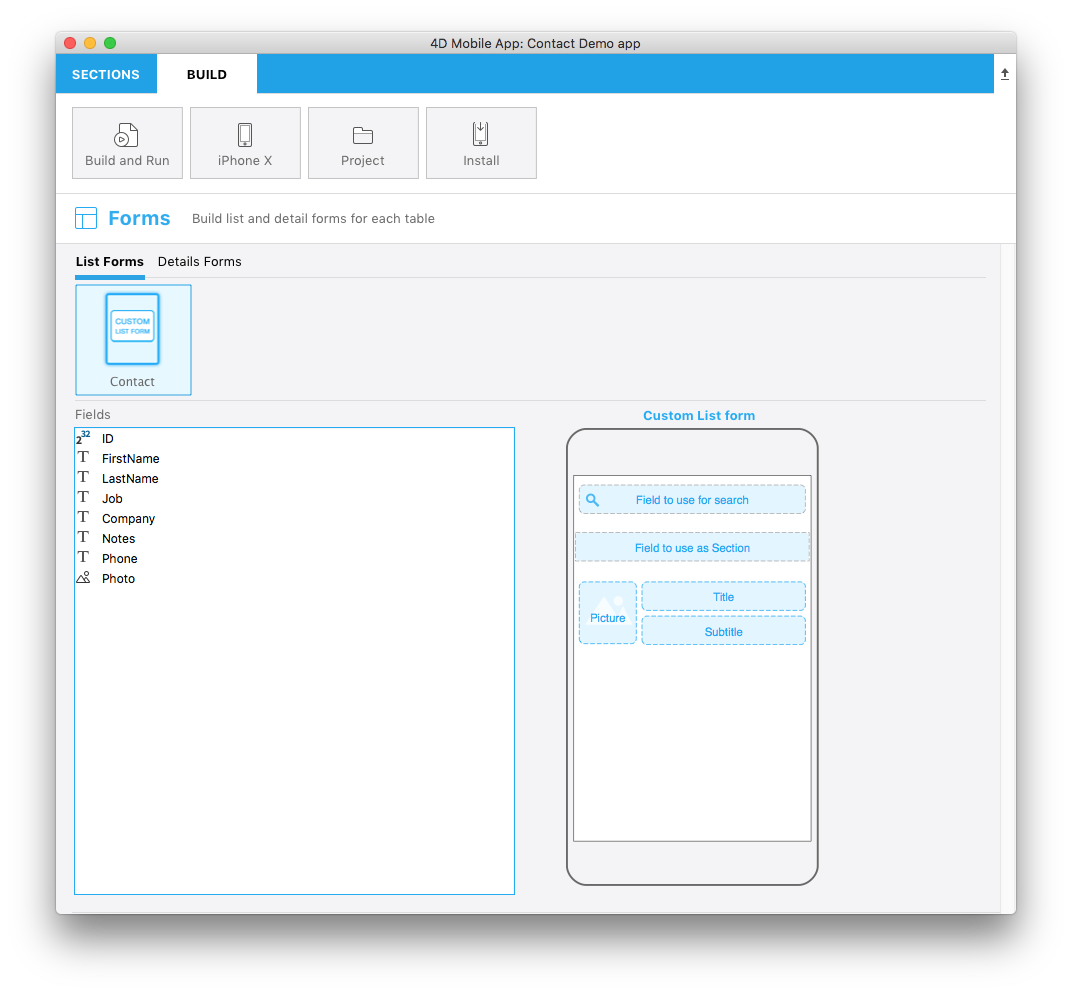 4D Mobile App: Contact Demo app
SECTIONS BUILD
Build and Run iPhone X Project Install
Forms Build list and detail forms for each table
List Forms Details Forms
CUSTOM
LIST FORM
Contact
Fields
2³² ID
T FirstName
T LastName
T Job
T Company
T Notes
T Phone
Photo
Custom List form
Field to use for search
Field to use as Section
Picture
Title
Subtitle